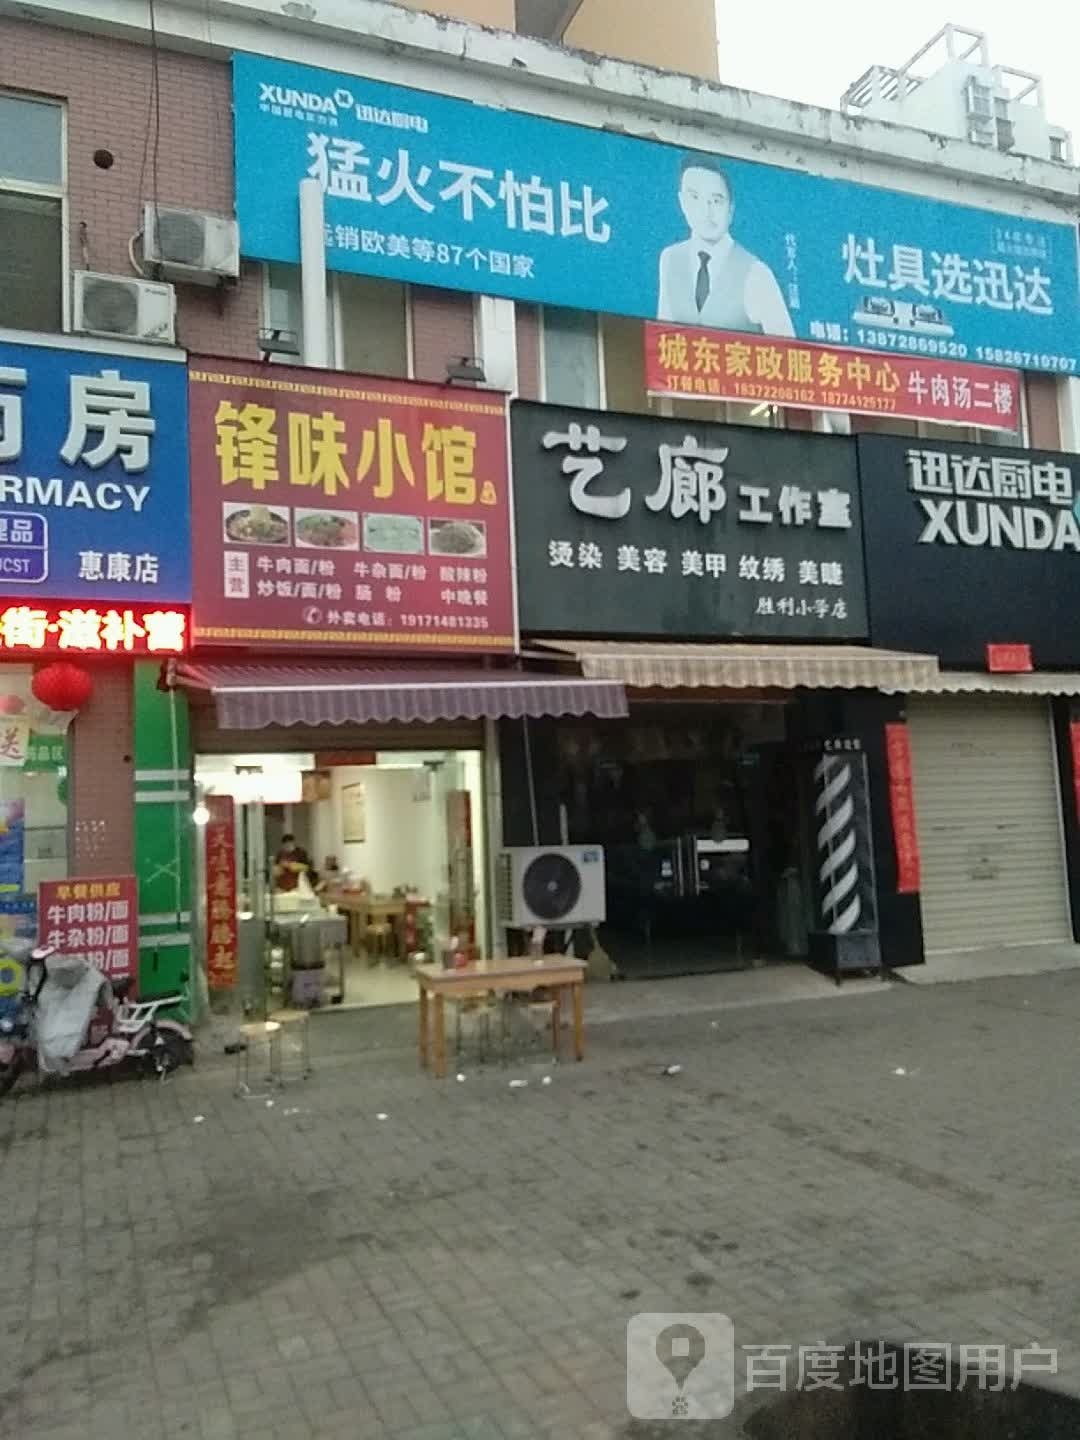 XUNDA 迅达厨电
猛火不怕比
远销欧美等87个国家
灶具选迅达
电话：13872869520 15826710707
城东家政服务中心 牛肉汤二楼
订餐电话：18372206162 18774125177
药房
RMACY
惠康店
街·滋补营
锋味小馆
主营
牛肉面/粉 牛杂面/粉 酸辣粉
炒饭/面/粉 肠粉 中晚餐
外卖电话：19171481335
艺廊工作室
烫染 美容 美甲 纹绣 美睫
胜利小学店
迅达厨电
XUNDA
早餐供应
牛肉粉/面
牛杂粉/面
百度地图用户